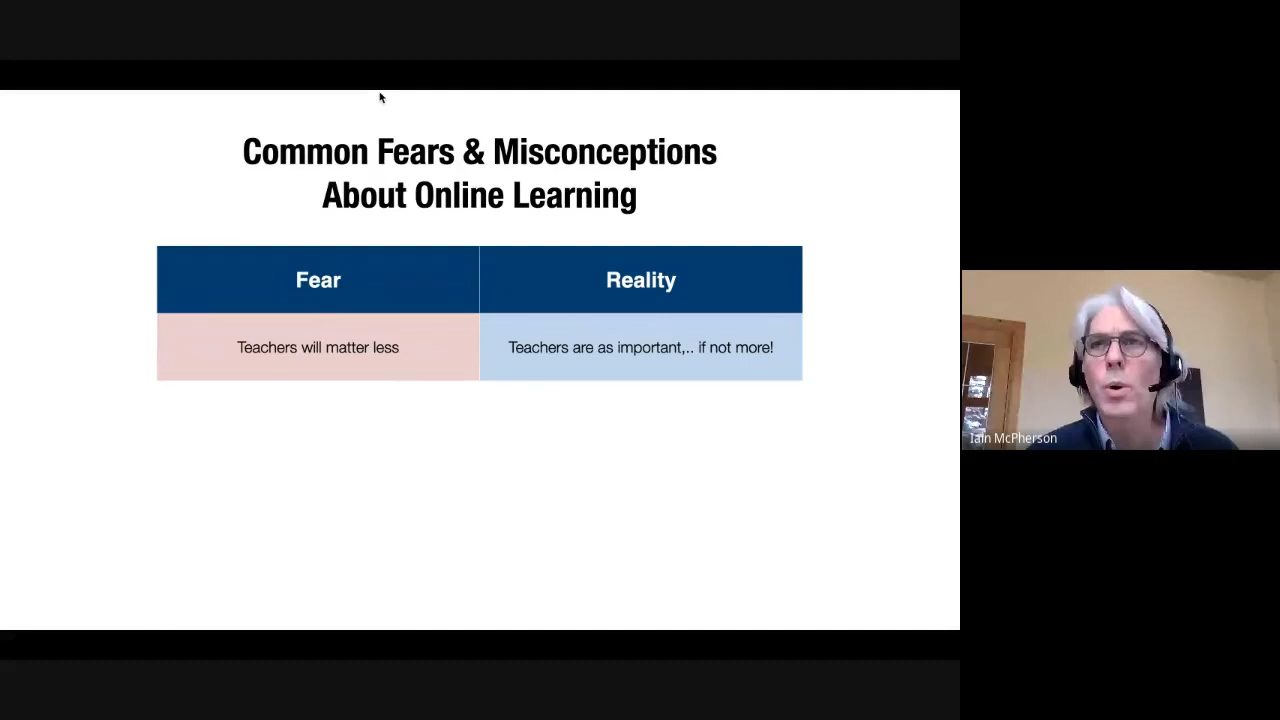 Common Fears & Misconceptions
About Online Learning
Fear
Reality
Teachers will matter less
Teachers are as important,.. if not more!
Iain McPherson